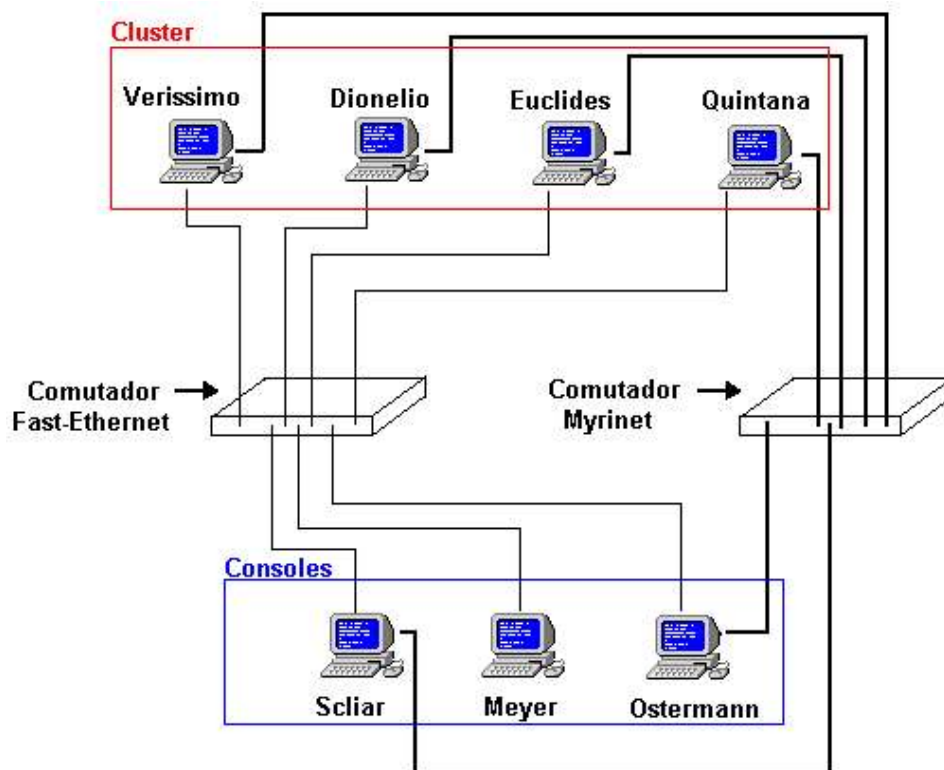 Cluster
Verissimo
Dionelio
Euclides
Quintana
Comutador
Fast-Ethernet
Comutador
Myrinet
Consoles
Scliar
Meyer
Ostermann